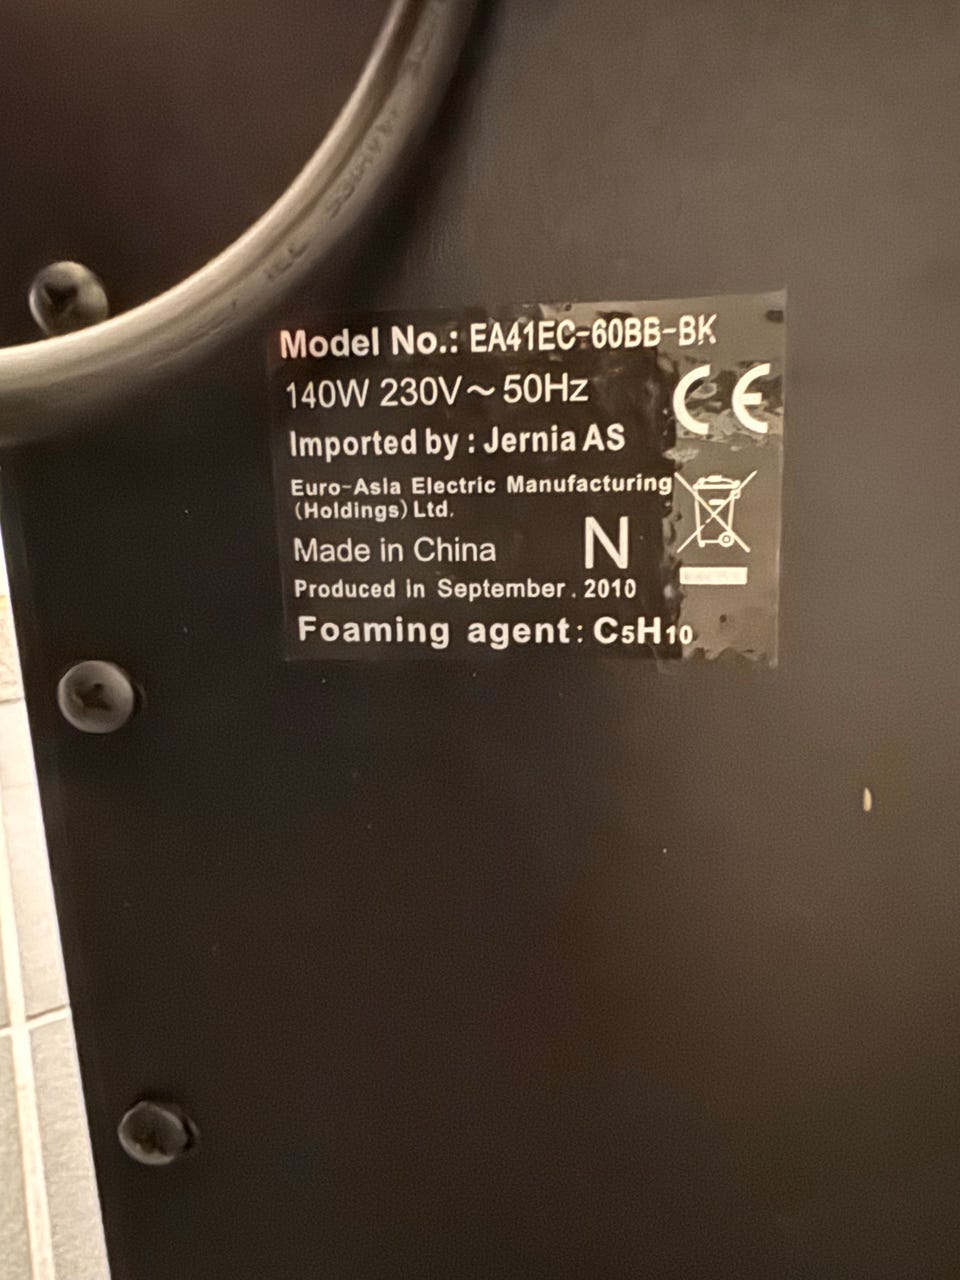 Model No.: EA41EC-60BB-BK
140W 230V～50Hz
CE
Imported by : Jernia AS
Euro-Asia Electric Manufacturing
(Holdings) Ltd.
Made in China N
Produced in September . 2010
Foaming agent: C5H10